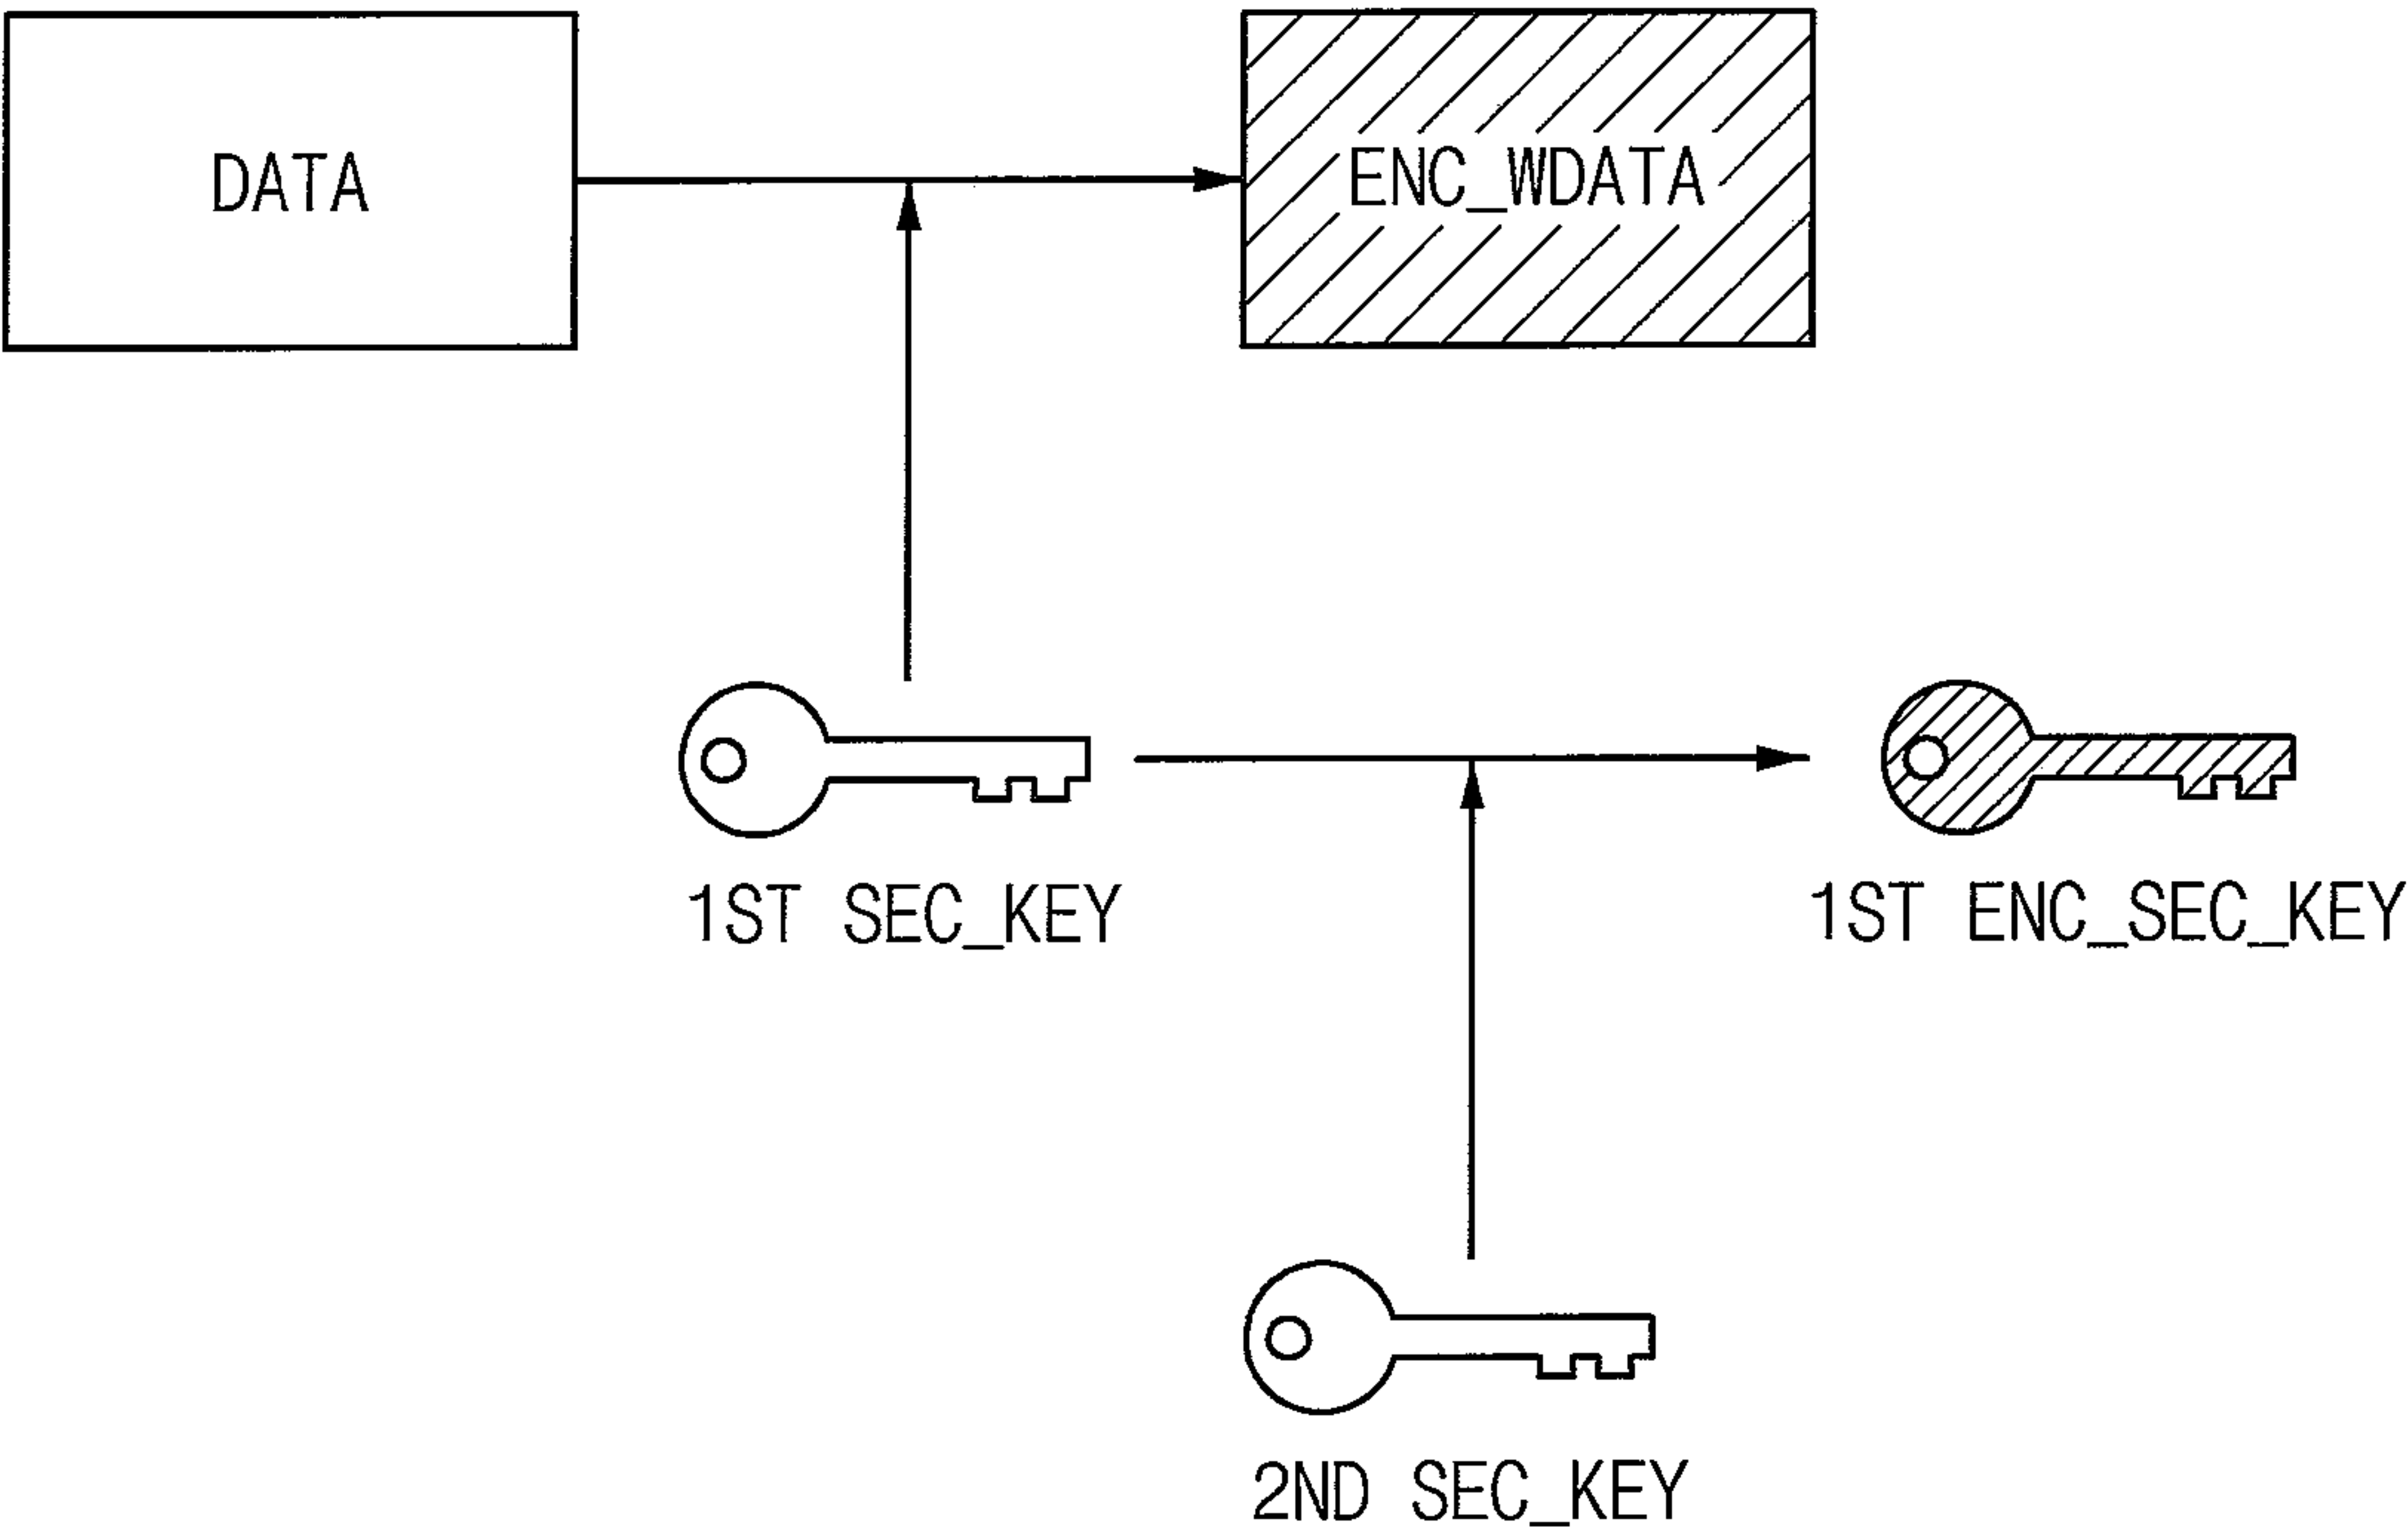 DATA
ENC_WDATA
1ST SEC_KEY
1ST ENC_SEC_KEY
2ND SEC_KEY